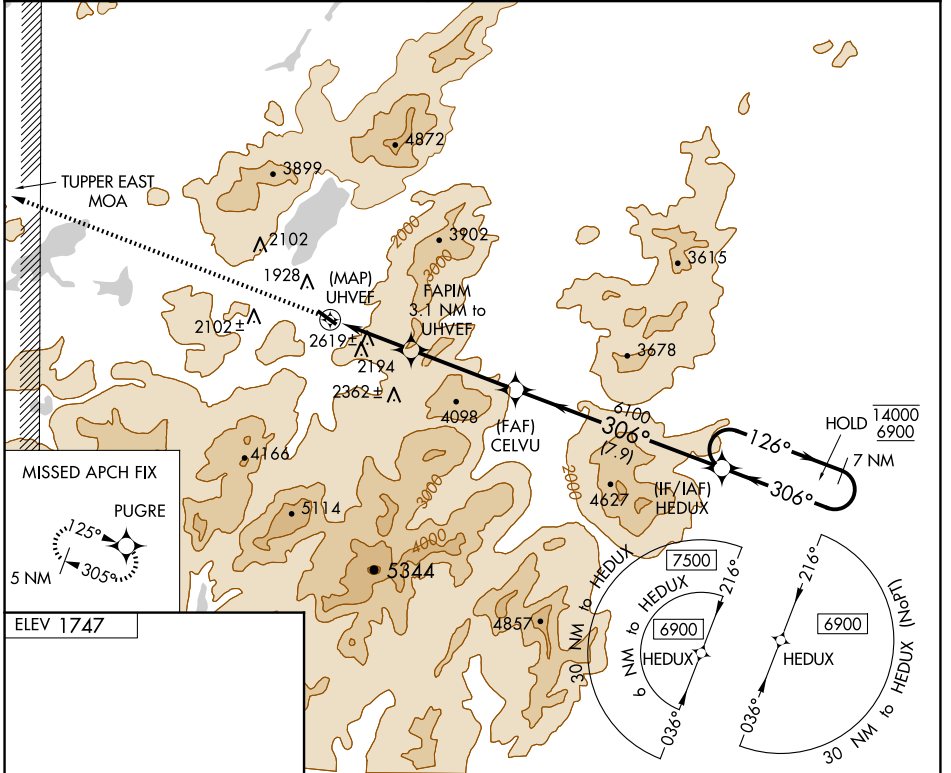 4872
3899
TUPPER EAST
MOA
2000
3902
3000
2102
3615
1928
(MAP)
UHVEF
FAPIM
3.1 NM to
UHVEF
2102±
2619±
2194
3678
2362±
4098
(FAF)
CELVU
6100
306°
(7.9)
HOLD
14000
6900
126°
7 NM
306°
4166
2000
4627
(IF/IAF)
HEDUX
3000
5114
4000
5344
MISSED APCH FIX
PUGRE
125°
305°
5 NM
4857
30 NM to HEDUX
7500
6 NM to HEDUX
216°
6900
HEDUX
036°
216°
6900
HEDUX
036°
30 NM to HEDUX (NoPT)
ELEV 1747